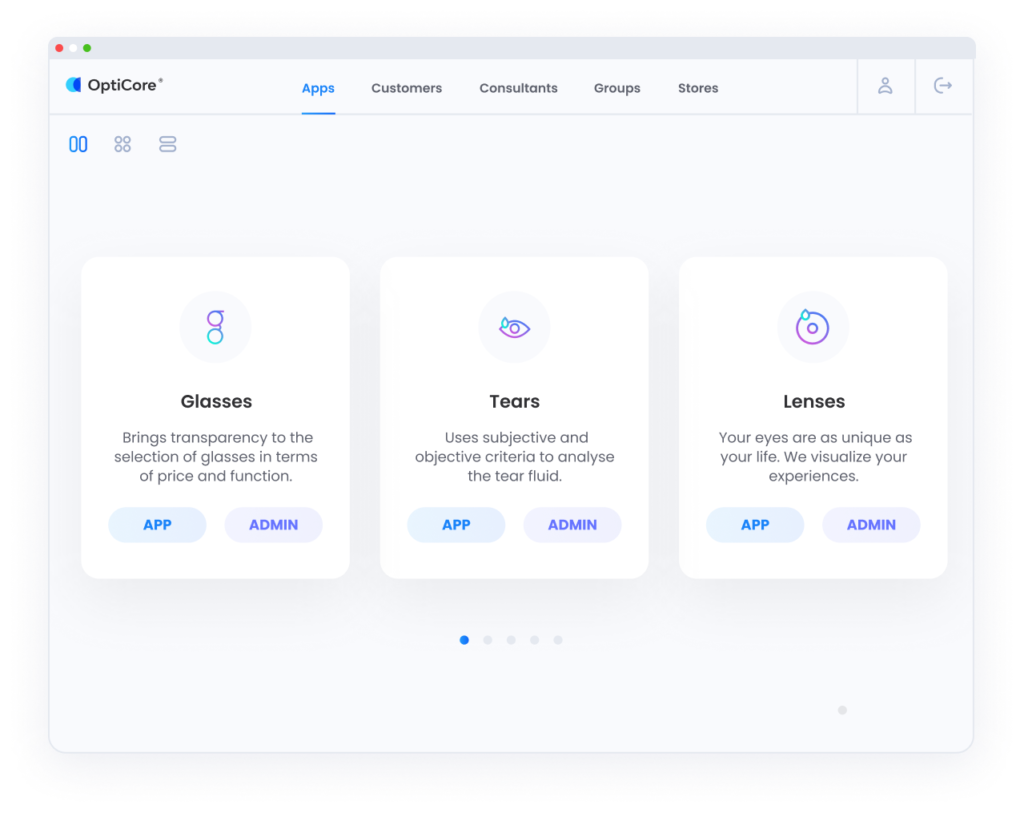 OptiCore®
Apps Customers Consultants Groups Stores
Glasses
Brings transparency to the
selection of glasses in terms
of price and function.
APP ADMIN
Tears
Uses subjective and
objective criteria to analyse
the tear fluid.
APP ADMIN
Lenses
Your eyes are as unique as
your life. We visualize your
experiences.
APP ADMIN